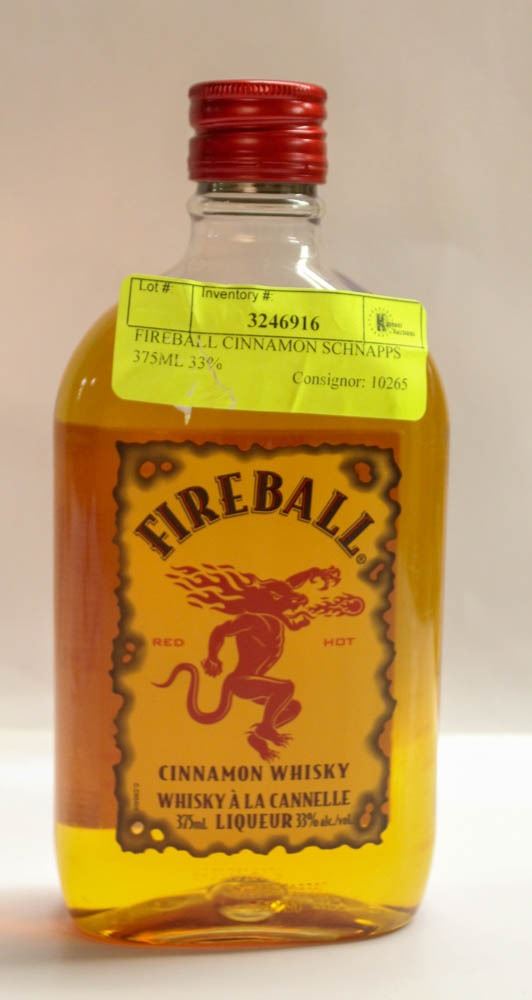 Lot #: Inventory #:
3246916
FIREBALL CINNAMON SCHNAPPS
375ML 33%
Consignor: 10265
FIREBALL®
RED HOT
CINNAMON WHISKY
WHISKY À LA CANNELLE
375mL LIQUEUR 33% alc./vol.